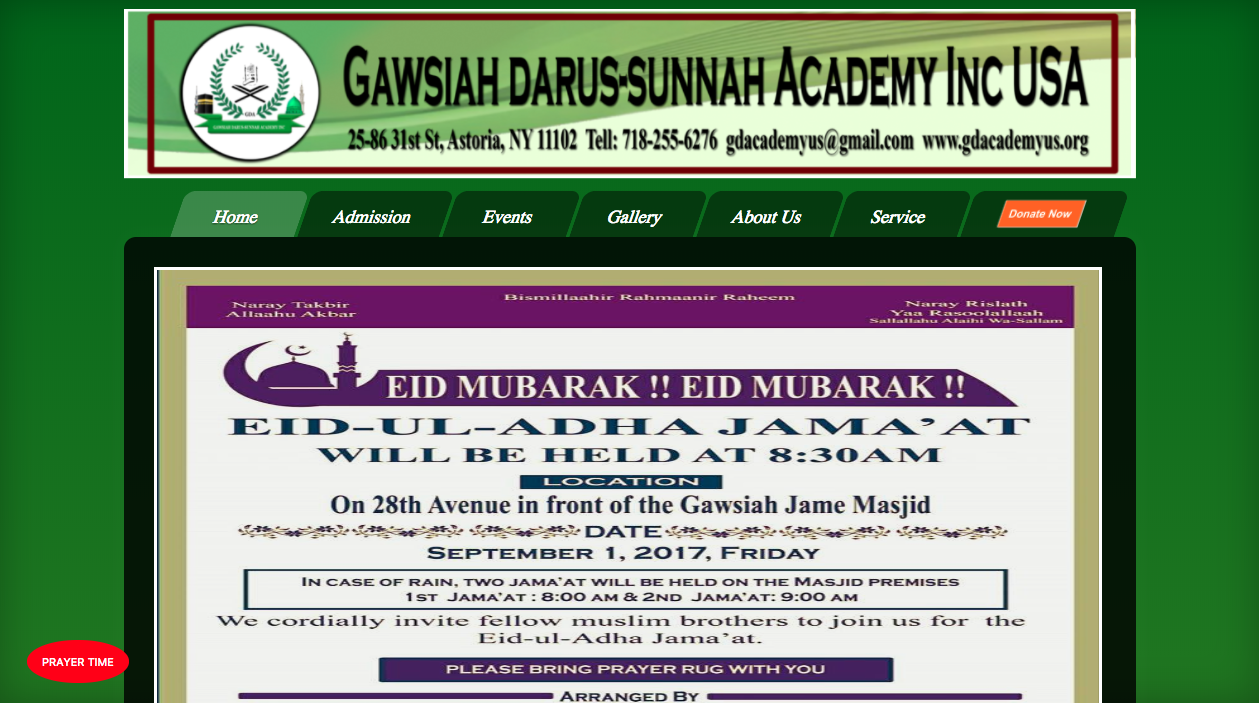 GAWSIAH DARUS-SUNNAH ACADEMY INC USA
25-86 31st St, Astoria, NY 11102 Tell: 718-255-6276 gdacademyus@gmail.com www.gdacademyus.org
Home Admission Events Gallery About Us Service Donate Now
Bismillaahir Rahmaanir Raheem
Naray Takbir
Allaahu Akbar
Naray Rislath
Yaa Rasoolallaah
Sallallahu Alaihi Wa-Sallam
EID MUBARAK !! EID MUBARAK !!
EID-UL-ADHA JAMA'AT
WILL BE HELD AT 8:30AM
LOCATION
On 28th Avenue in front of the Gawsiah Jame Masjid
DATE
SEPTEMBER 1, 2017, FRIDAY
IN CASE OF RAIN, TWO JAMA'AT WILL BE HELD ON THE MASJID PREMISES
1ST JAMA'AT : 8:00 AM & 2ND JAMA'AT: 9:00 AM
We cordially invite fellow muslim brothers to join us for the
Eid-ul-Adha Jama'at.
PLEASE BRING PRAYER RUG WITH YOU
ARRANGED BY
PRAYER TIME